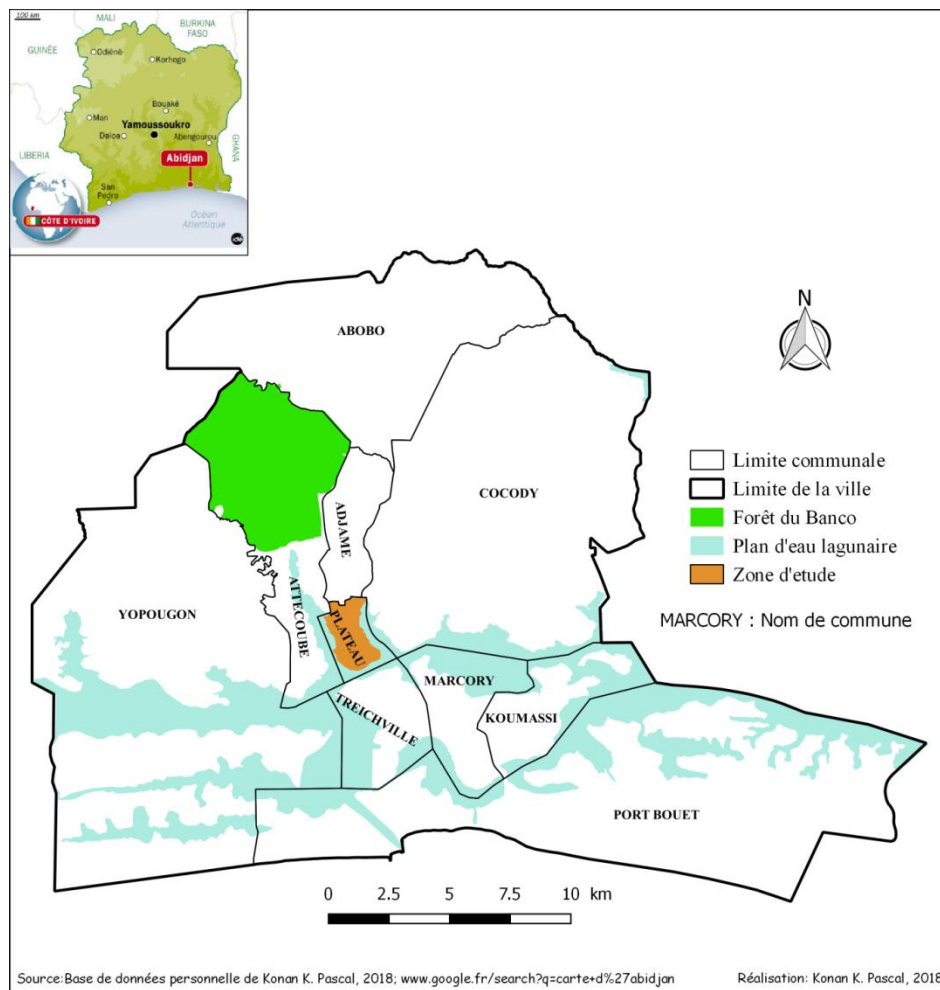 100 km
MALI
BURKINA
FASO
GUINÉE
Odiéné
Korhogo
Bouaké
Man
Yamoussoukro
Daloa
Abengourou
GHANA
LIBERIA
Abidjan
San
Pedro
CÔTE D'IVOIRE
Océan
Atlantique
ide
N
ABOBO
COCODY
ADJAME
ATTECOUBE
YOPOUGON
PLATEAU
MARCORY
TREICHVILLE
KOUMASSI
PORT BOUET
Limite communale
Limite de la ville
Forêt du Banco
Plan d'eau lagunaire
Zone d'etude
MARCORY : Nom de commune
0 2.5 5 7.5 10 km
Source:Base de données personnelle de Konan K. Pascal, 2018; www.google.fr/search?q=carte+d%27abidjan
Réalisation: Konan K. Pascal, 2018